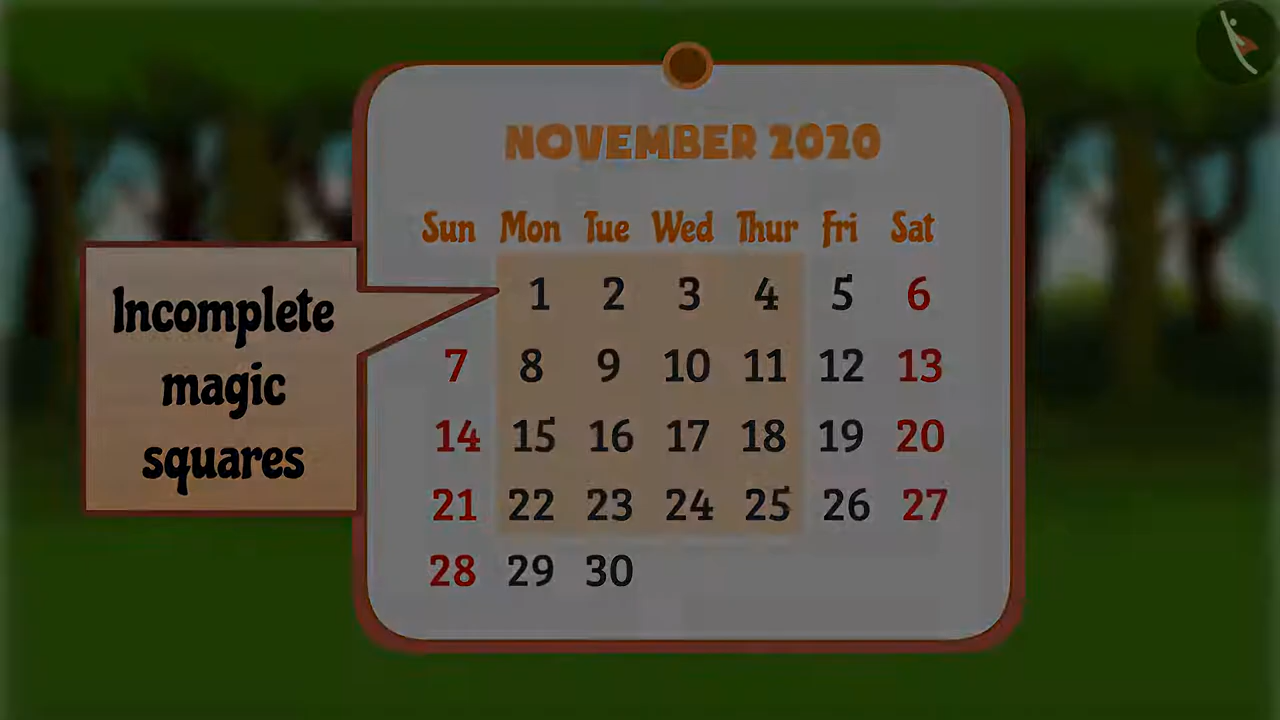 NOVEMBER 2020
Sun Mon Tue Wed Thur Fri Sat
1 2 3 4 5 6
7 8 9 10 11 12 13
14 15 16 17 18 19 20
21 22 23 24 25 26 27
28 29 30
Incomplete
magic
squares